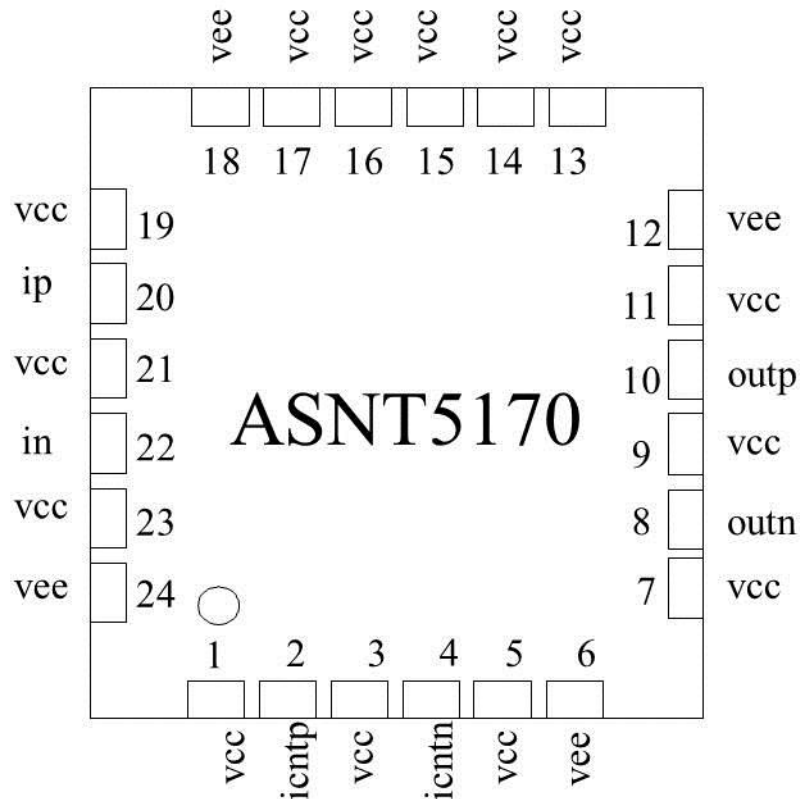 vee vcc vcc vcc vcc vcc
18 17 16 15 14 13
vcc 19 12 vee
ip 20 11 vcc
vcc 21 10 outp
ASNT5170
in 22 9 vcc
vcc 23 8 outn
vee 24 7 vcc
1 2 3 4 5 6
vcc icntp vcc icntn vcc vee